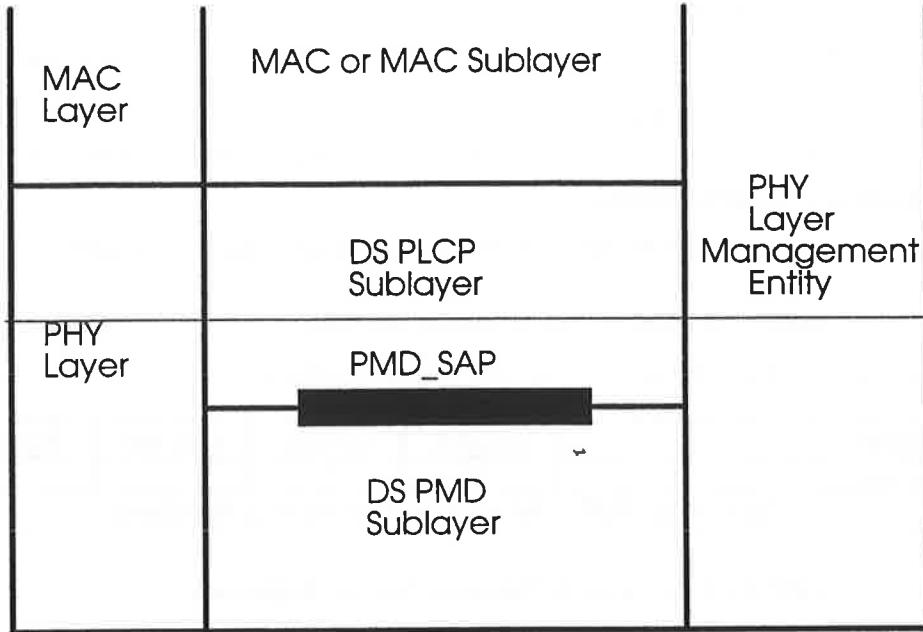 MAC
Layer
MAC or MAC Sublayer
PHY
Layer
Management
Entity
DS PLCP
Sublayer
PHY
Layer
PMD_SAP
DS PMD
Sublayer